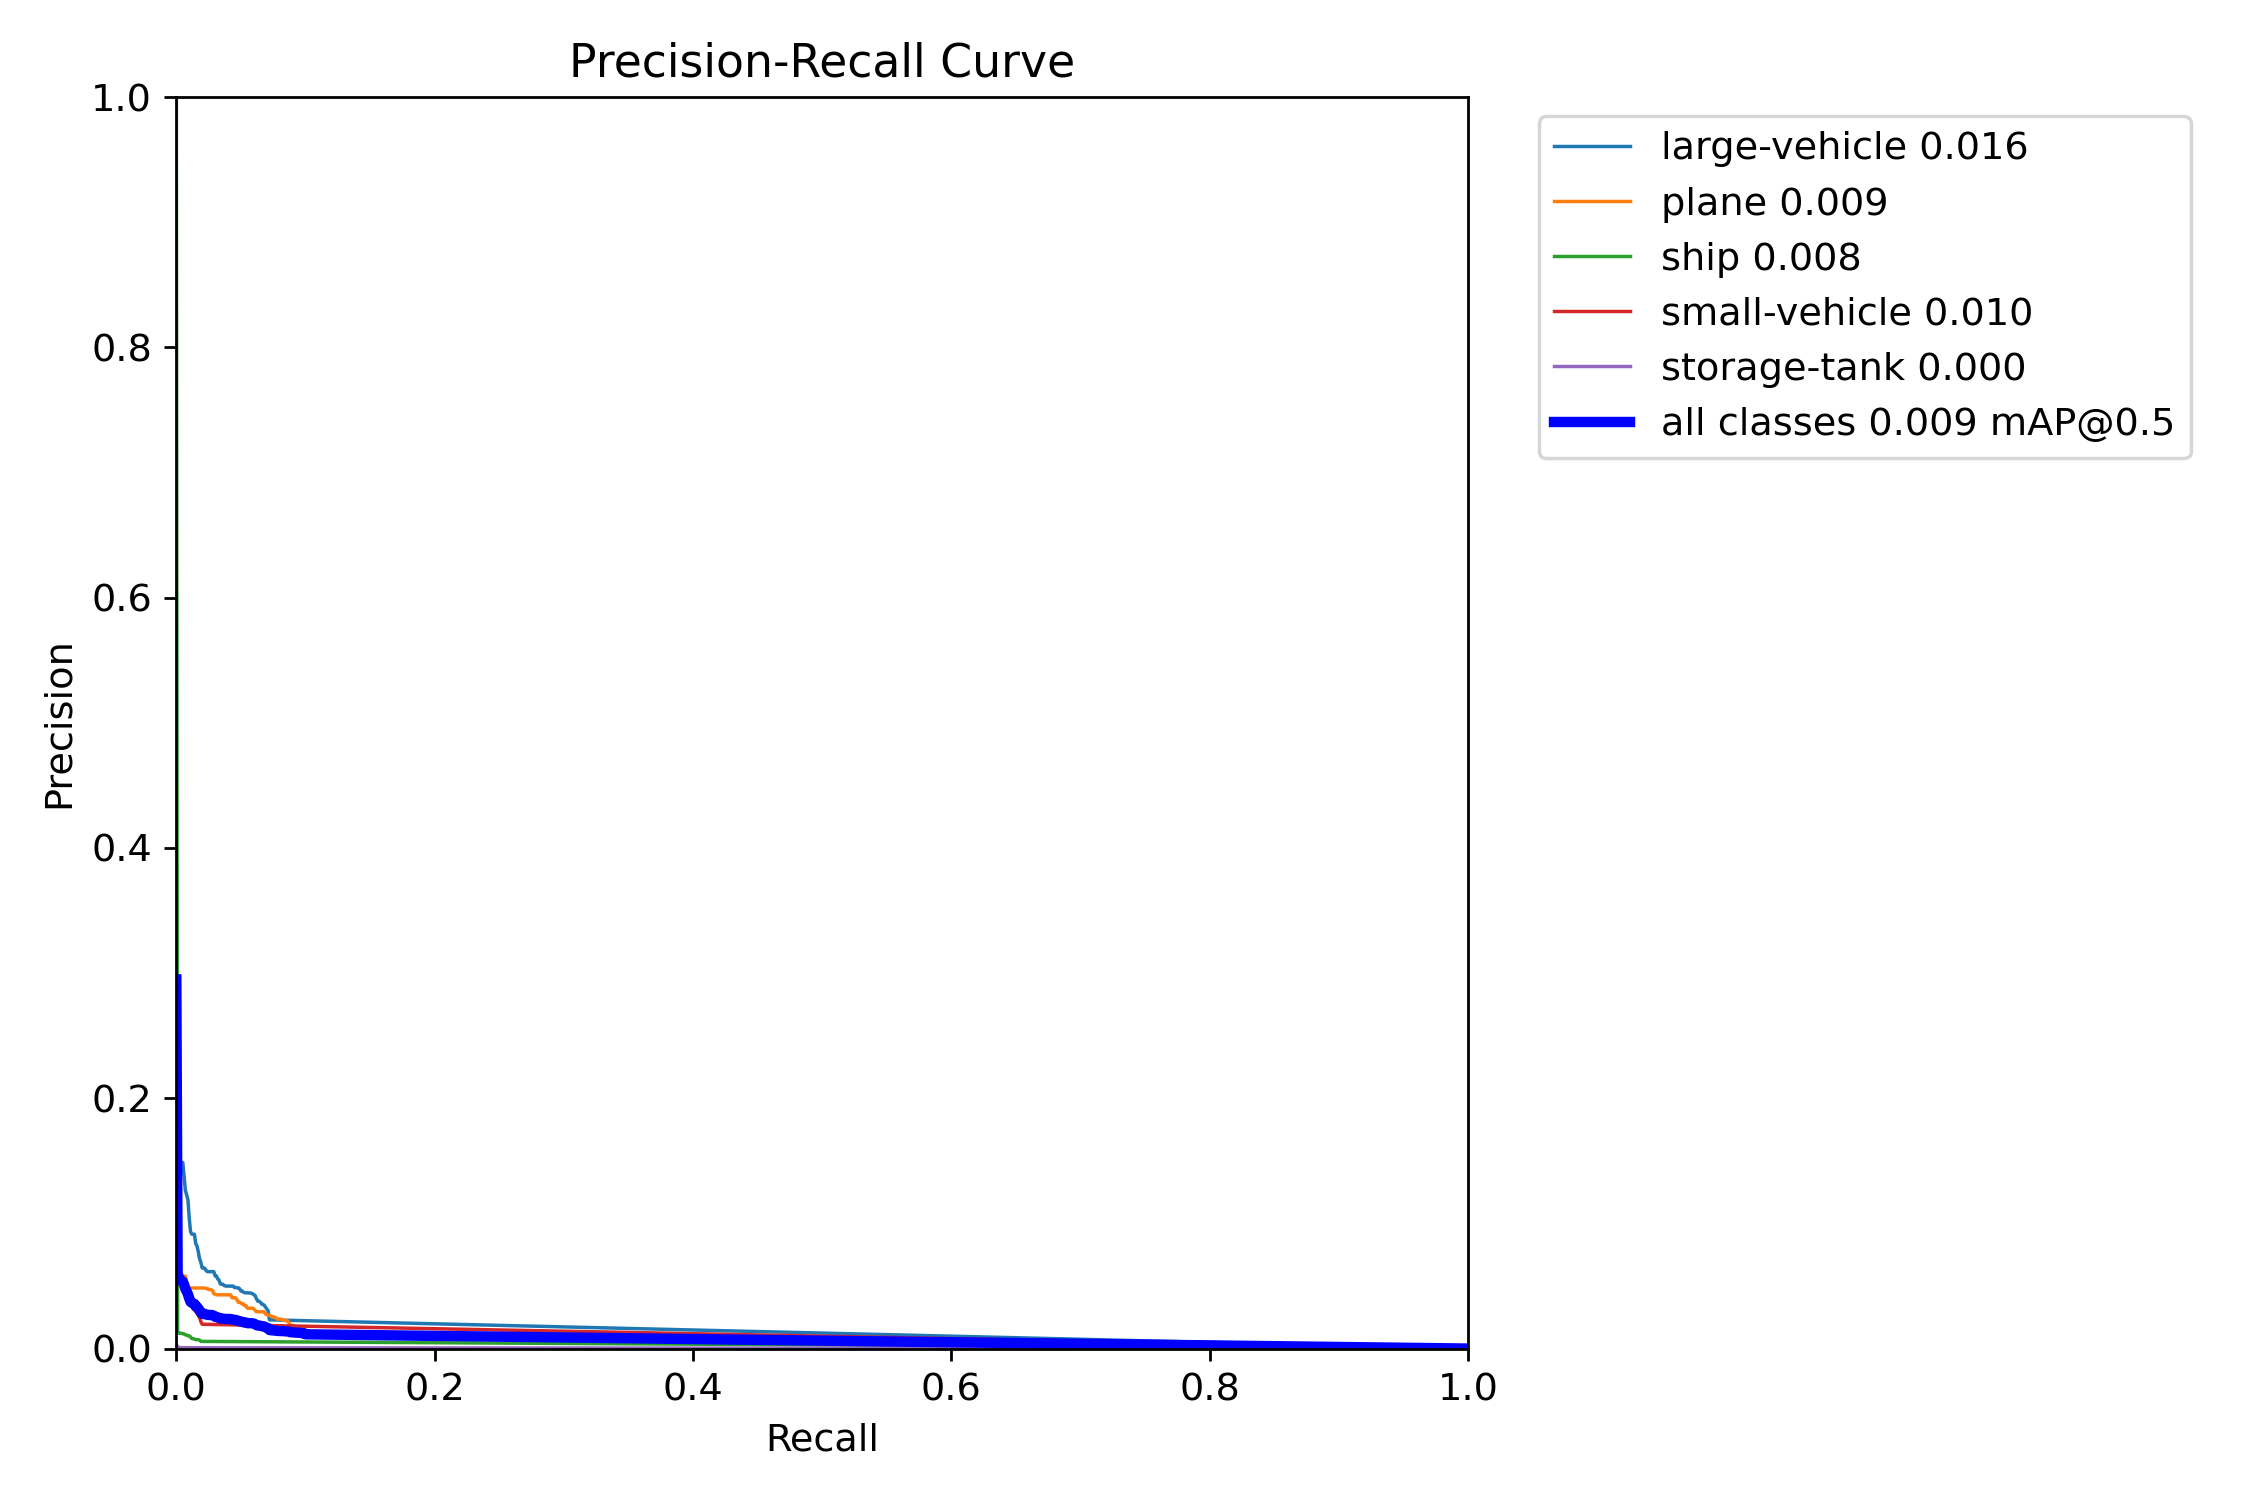 Precision-Recall Curve
1.0
0.8
0.6
0.4
0.2
0.0
Precision
0.0 0.2 0.4 0.6 0.8 1.0
Recall
large-vehicle 0.016
plane 0.009
ship 0.008
small-vehicle 0.010
storage-tank 0.000
all classes 0.009 mAP@0.5